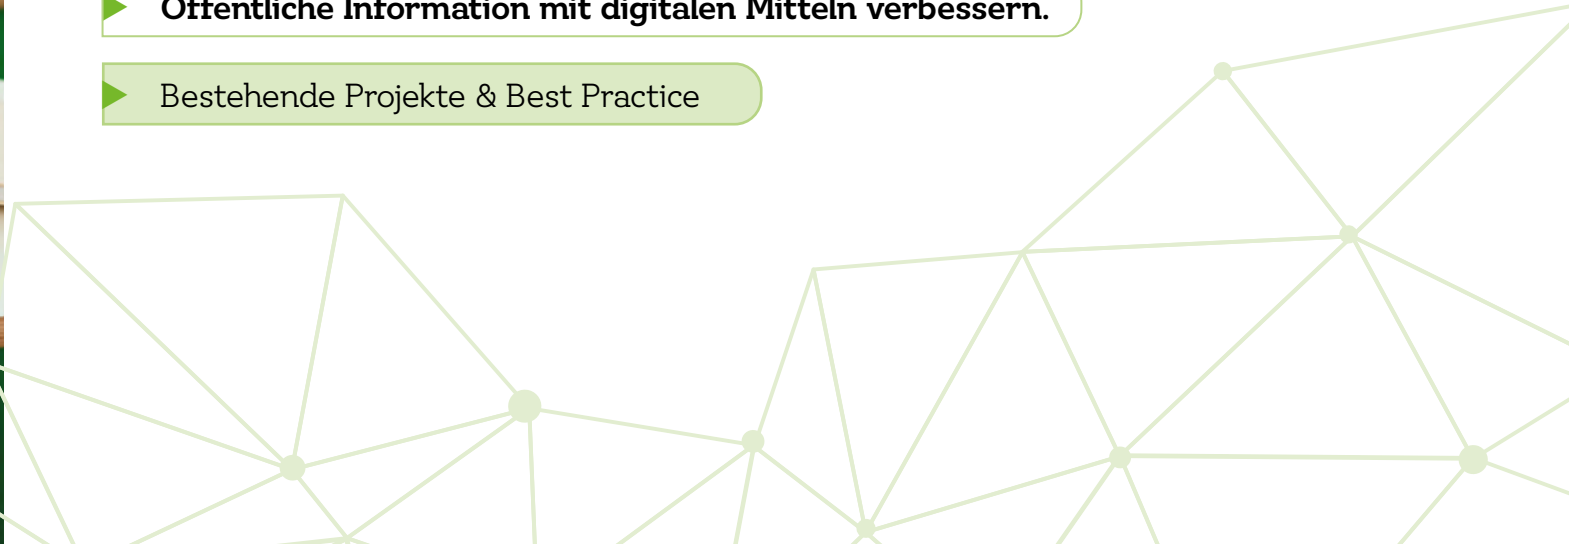 Öffentliche Information mit digitalen Mitteln verbessern.
Bestehende Projekte & Best Practice